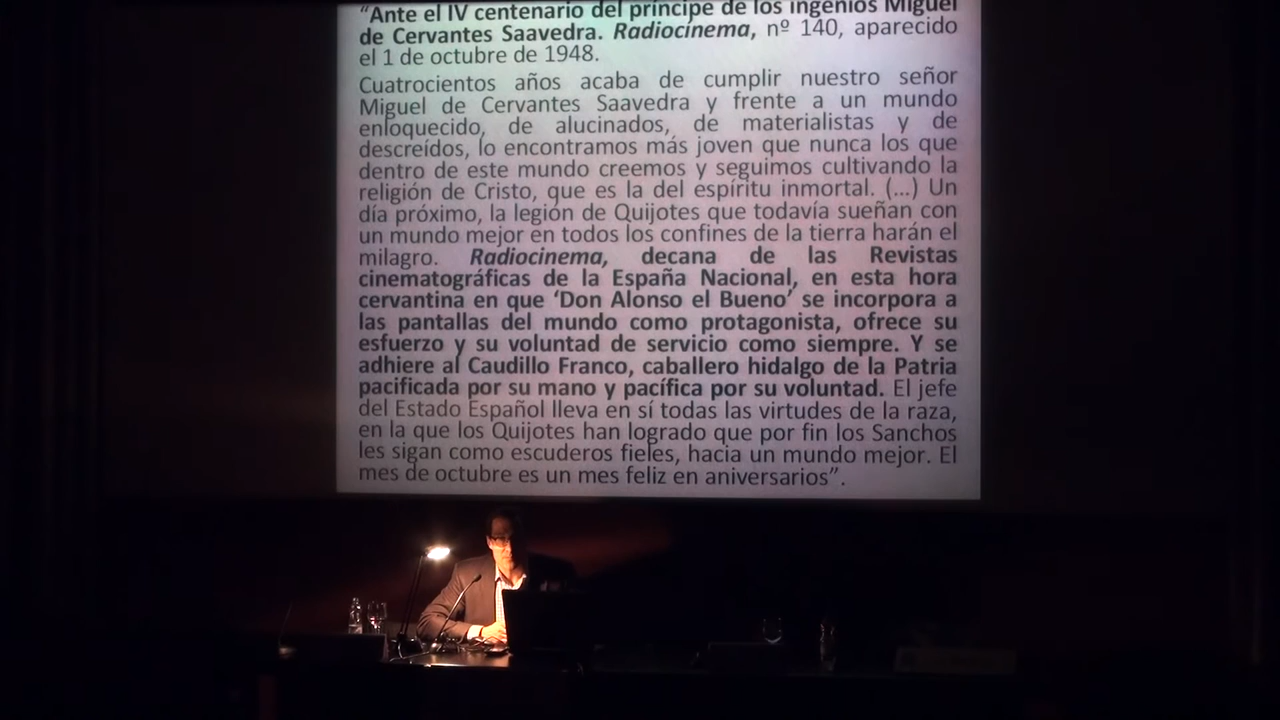 “Ante el IV centenario del príncipe de los ingenios Miguel
de Cervantes Saavedra. Radiocinema, nº 140, aparecido
el 1 de octubre de 1948.
Cuatrocientos años acaba de cumplir nuestro señor
Miguel de Cervantes Saavedra y frente a un mundo
enloquecido, de alucinados, de materialistas y de
descreídos, lo encontramos más joven que nunca los que
dentro de este mundo creemos y seguimos cultivando la
religión de Cristo, que es la del espíritu inmortal. (...) Un
día próximo, la legión de Quijotes que todavía sueñan con
un mundo mejor en todos los confines de la tierra harán el
milagro. Radiocinema, decana de las Revistas
cinematográficas de la España Nacional, en esta hora
cervantina en que ‘Don Alonso el Bueno’ se incorpora a
las pantallas del mundo como protagonista, ofrece su
esfuerzo y su voluntad de servicio como siempre. Y se
adhiere al Caudillo Franco, caballero hidalgo de la Patria
pacificada por su mano y pacífica por su voluntad. El jefe
del Estado Español lleva en sí todas las virtudes de la raza,
en la que los Quijotes han logrado que por fin los Sanchos
les sigan como escuderos fieles, hacia un mundo mejor. El
mes de octubre es un mes feliz en aniversarios”.